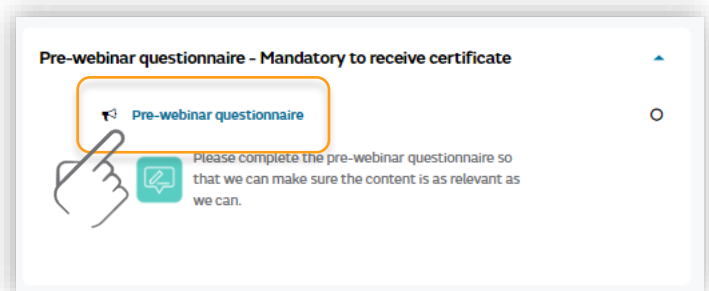 Pre-webinar questionnaire - Mandatory to receive certificate
Pre-webinar questionnaire
Please complete the pre-webinar questionnaire so
that we can make sure the content is as relevant as
we can.